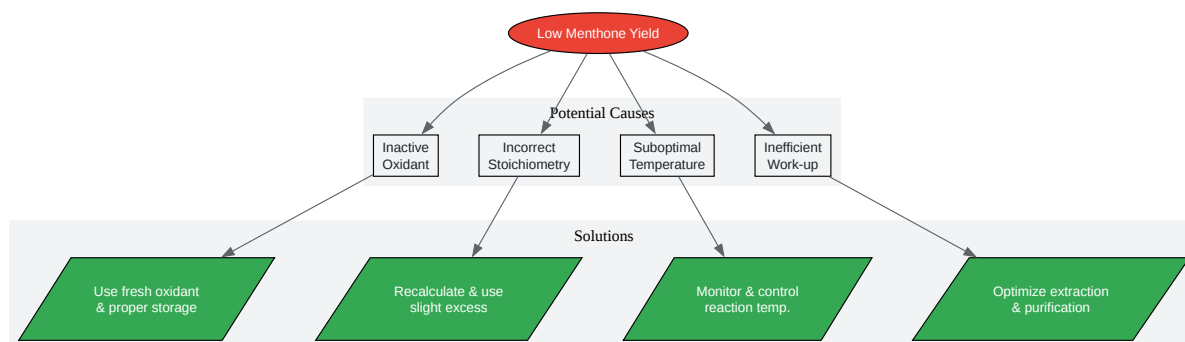 Low Menthone Yield
Potential Causes
Inactive
Oxidant
Incorrect
Stoichiometry
Suboptimal
Temperature
Inefficient
Work-up
Solutions
Use fresh oxidant
& proper storage
Recalculate & use
slight excess
Monitor & control
reaction temp.
Optimize extraction
& purification